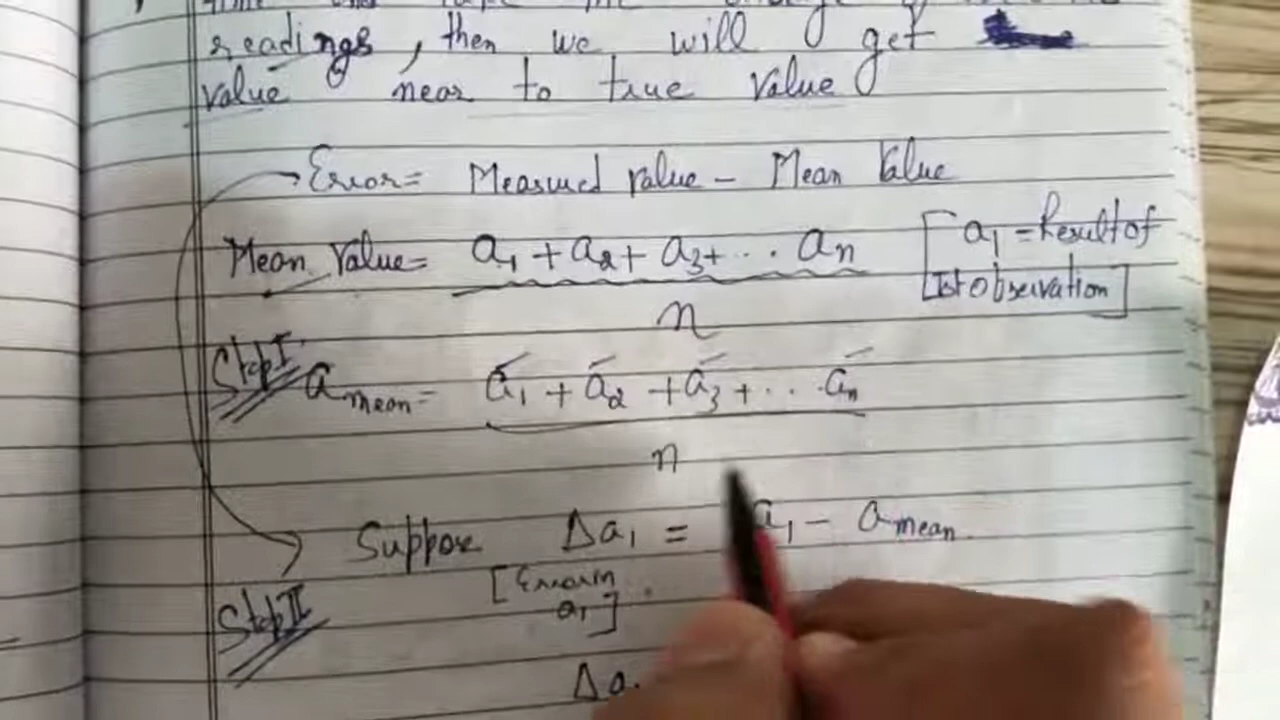 readings, then we will get
value near to true value
Error = Measured value - Mean Value
Mean Value = a1 + a2 + a3 + ... an [a1 = Result of
n Ist Observation]
Step I a mean = a1 + a2 + a3 + ... an
n
Suppose Δa1 = a1 - a mean
[Error in
Step II a1]
Δa